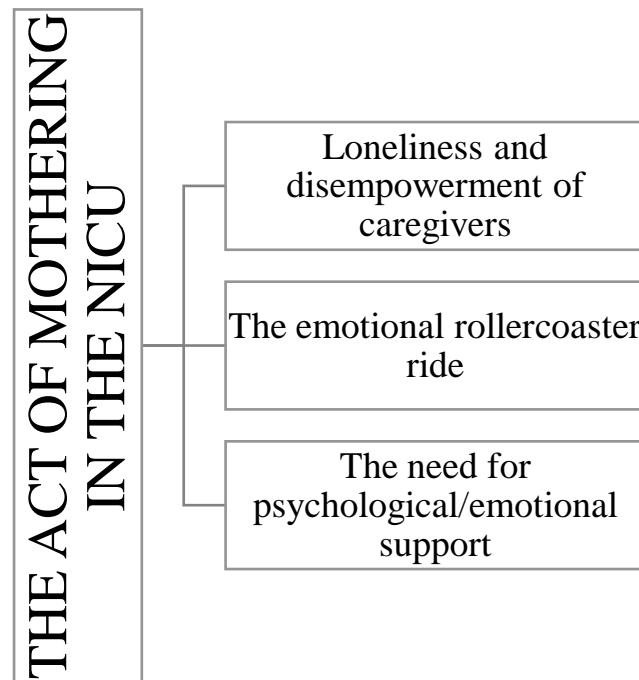 THE ACT OF MOTHERING
IN THE NICU
Loneliness and
disempowerment of
caregivers
The emotional rollercoaster
ride
The need for
psychological/emotional
support